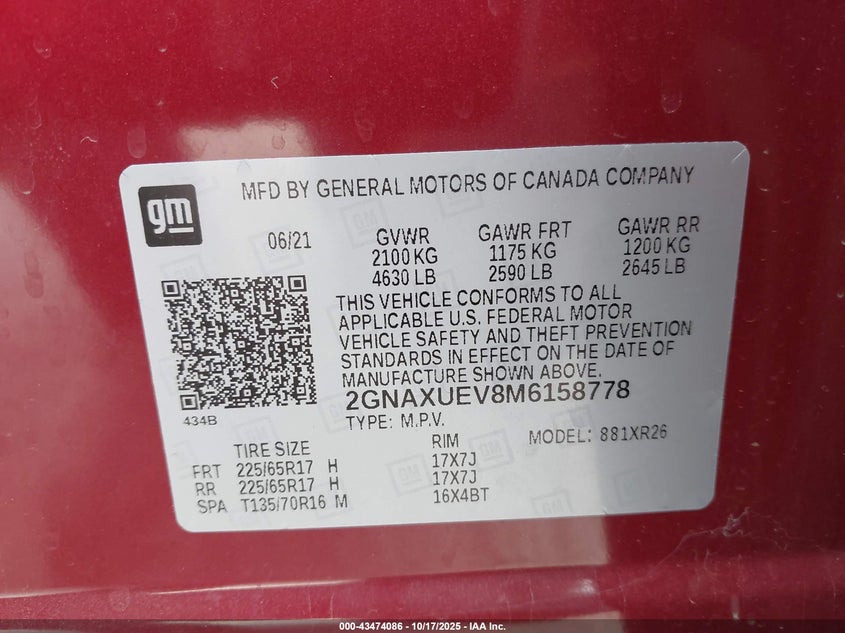 gm
MFD BY GENERAL MOTORS OF CANADA COMPANY
06/21 GVWR GAWR FRT GAWR RR
2100 KG 1175 KG 1200 KG
4630 LB 2590 LB 2645 LB
THIS VEHICLE CONFORMS TO ALL
APPLICABLE U.S. FEDERAL MOTOR
VEHICLE SAFETY AND THEFT PREVENTION
STANDARDS IN EFFECT ON THE DATE OF
MANUFACTURE SHOWN ABOVE.
2GNAXUEV8M6158778
434B
TYPE: M.P.V. MODEL: 881XR26
TIRE SIZE RIM
FRT 225/65R17 H 17X7J
RR 225/65R17 H 17X7J
SPA T135/70R16 M 16X4BT
000-43474086 - 10/17/2025 - IAA Inc.